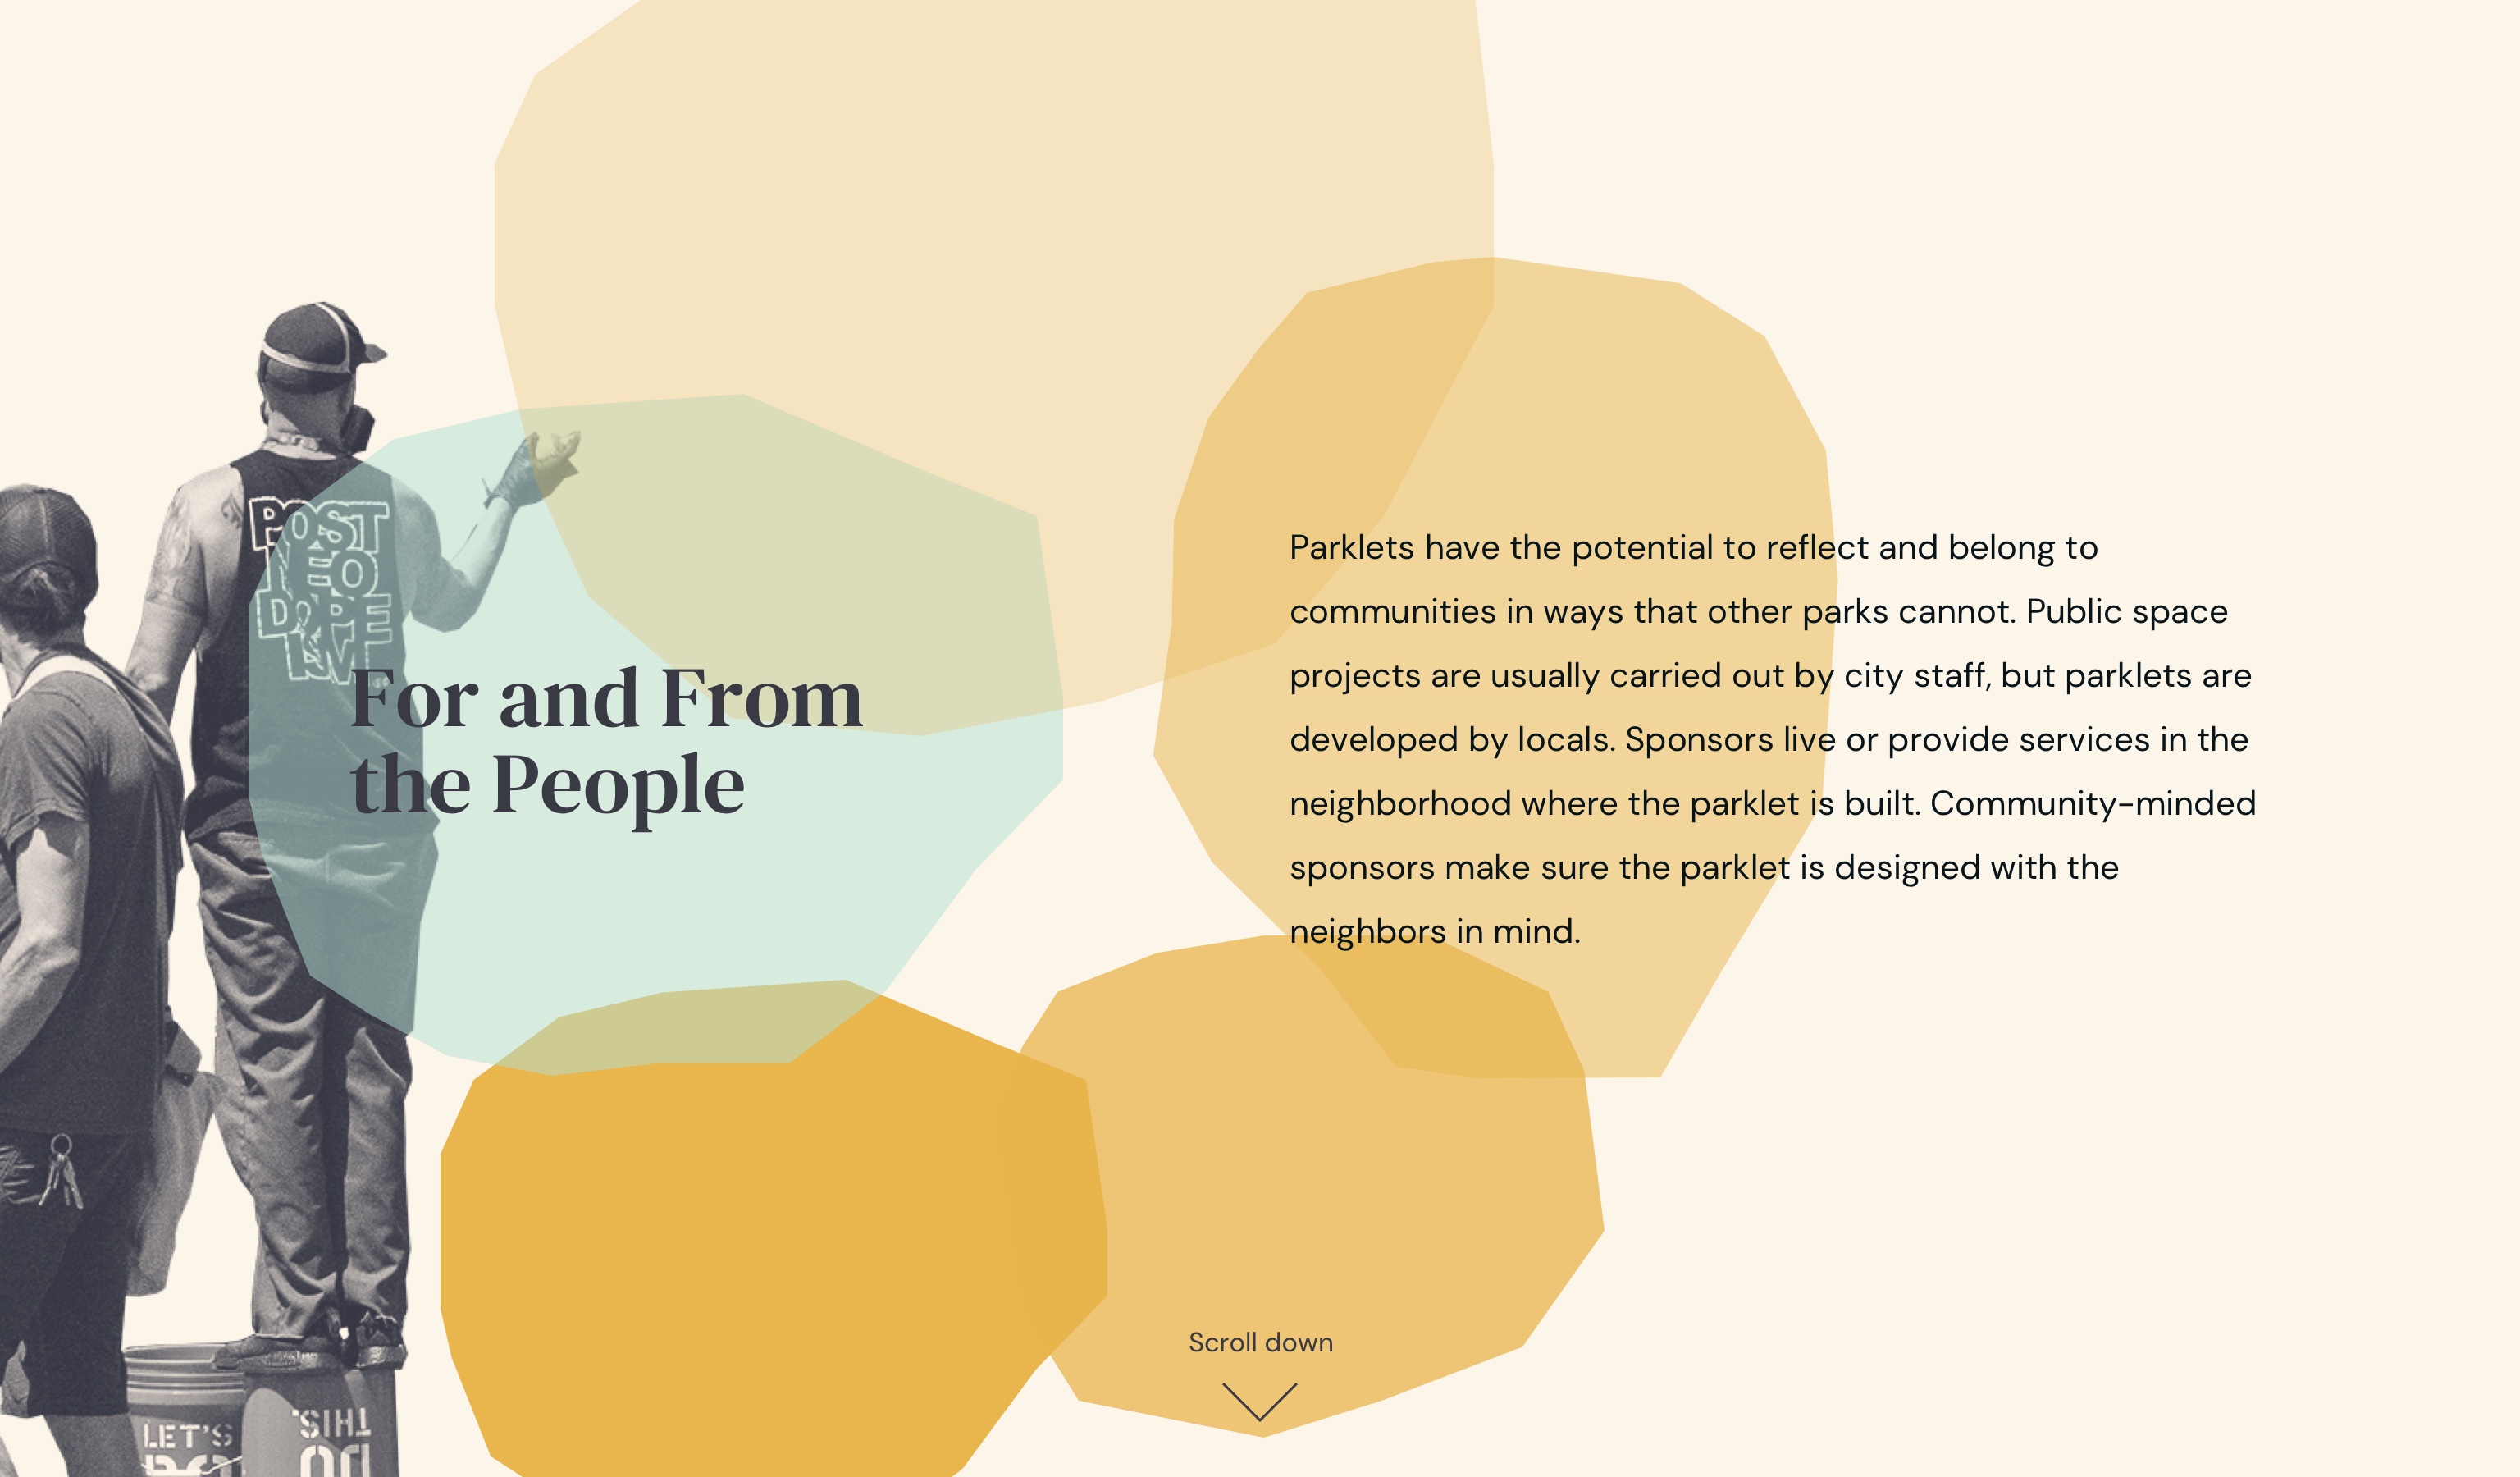 POST
NEO
DOPE
ISM
For and From
the People
Parklets have the potential to reflect and belong to
communities in ways that other parks cannot. Public space
projects are usually carried out by city staff, but parklets are
developed by locals. Sponsors live or provide services in the
neighborhood where the parklet is built. Community-minded
sponsors make sure the parklet is designed with the
neighbors in mind.
Scroll down
LET'S
DO
THIS.